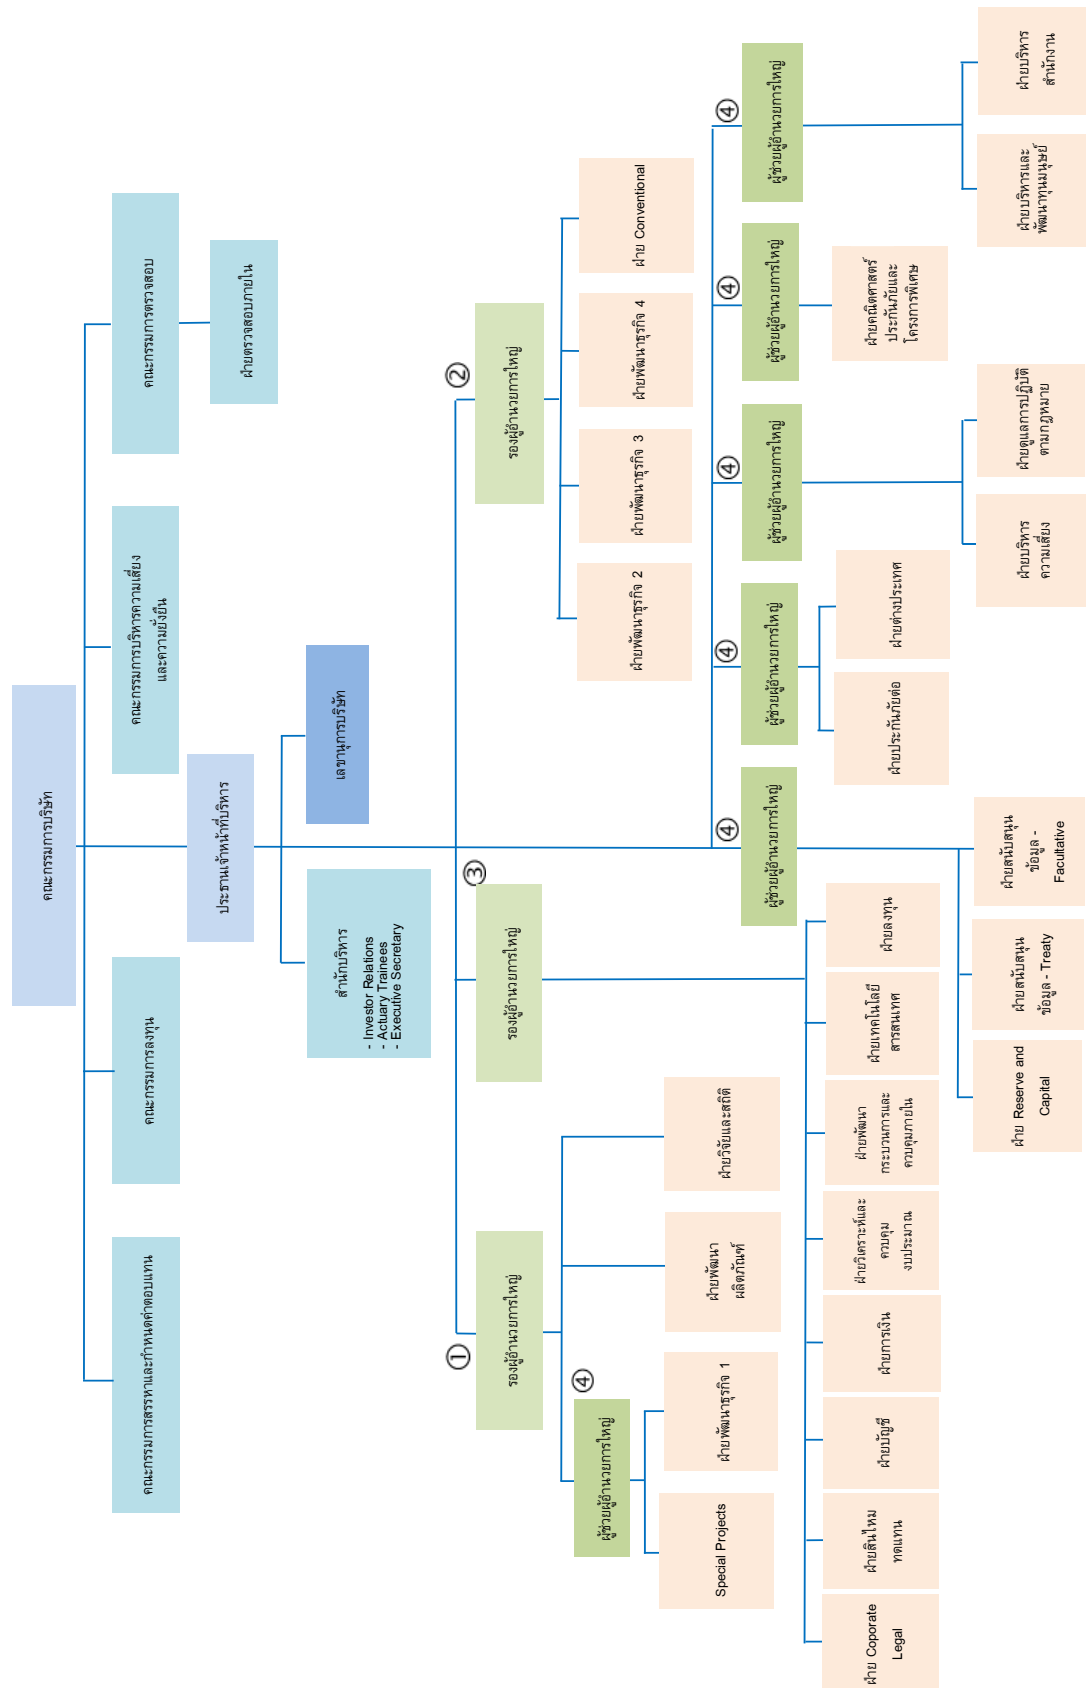 คณะกรรมการบริษัท
คณะกรรมการสรรหาและกำหนดค่าตอบแทน
คณะกรรมการลงทุน
คณะกรรมการบริหารความเสี่ยง
และความยั่งยืน
คณะกรรมการตรวจสอบ
ฝ่ายตรวจสอบภายใน
ประธานเจ้าหน้าที่บริหาร
สำนักบริหาร
- Investor Relations
- Actuary Trainees
- Executive Secretary
เลขานุการบริษัท
①
รองผู้อำนวยการใหญ่
③
รองผู้อำนวยการใหญ่
②
รองผู้อำนวยการใหญ่
④
ผู้ช่วยผู้อำนวยการใหญ่
ฝ่ายพัฒนา
ผลิตภัณฑ์
ฝ่ายวิจัยและสถิติ
Special Projects
ฝ่ายพัฒนาธุรกิจ 1
ฝ่ายพัฒนาธุรกิจ 2
ฝ่ายพัฒนาธุรกิจ 3
ฝ่ายพัฒนาธุรกิจ 4
ฝ่าย Conventional
④
ผู้ช่วยผู้อำนวยการใหญ่
④
ผู้ช่วยผู้อำนวยการใหญ่
④
ผู้ช่วยผู้อำนวยการใหญ่
④
ผู้ช่วยผู้อำนวยการใหญ่
④
ผู้ช่วยผู้อำนวยการใหญ่
ฝ่าย Coporate
Legal
ฝ่ายสินไหม
ทดแทน
ฝ่ายบัญชี
ฝ่ายการเงิน
ฝ่ายวิเคราะห์และ
ควบคุม
งบประมาณ
ฝ่ายพัฒนา
กระบวนการและ
ควบคุมภายใน
ฝ่ายเทคโนโลยี
สารสนเทศ
ฝ่ายลงทุน
ฝ่ายประกันภัยต่อ
ฝ่ายต่างประเทศ
ฝ่ายคณิตศาสตร์
ประกันภัยและ
โครงการพิเศษ
ฝ่าย Reserve and
Capital
ฝ่ายสนับสนุน
ข้อมูล - Treaty
ฝ่ายสนับสนุน
ข้อมูล -
Facultative
ฝ่ายบริหาร
ความเสี่ยง
ฝ่ายดูแลการปฏิบัติ
ตามกฎหมาย
ฝ่ายบริหารและ
พัฒนาทุนมนุษย์
ฝ่ายบริหาร
สำนักงาน